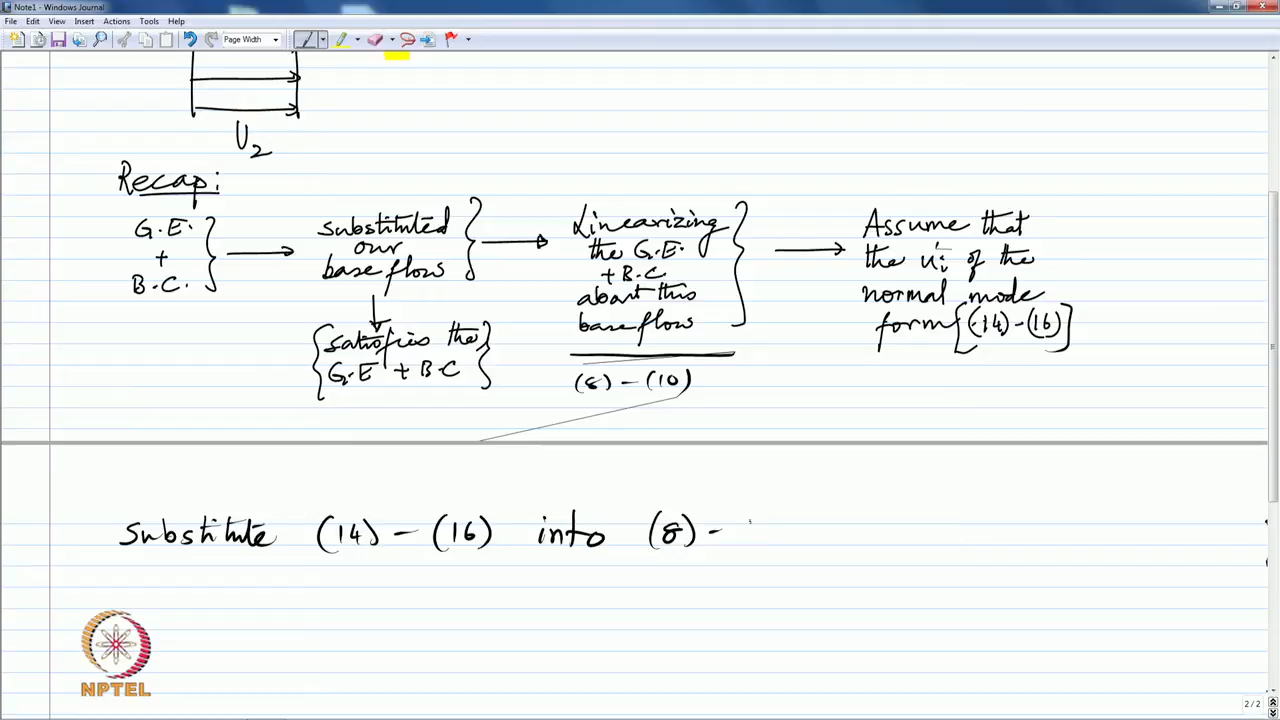 Note1 - Windows Journal
File Edit View Insert Actions Tools Help
Page Width
U2
Recap:
G.E.
+
B.C.
substituted
our
base flows
satisfies the
G.E + B.C
Linearizing
the G.E.
+ B.C
about this
base flow
(8) - (10)
Assume that
the u'i of the
normal mode
form [(14) - (16)]
Substitute (14) - (16) into (8) -
NPTEL
2 / 2